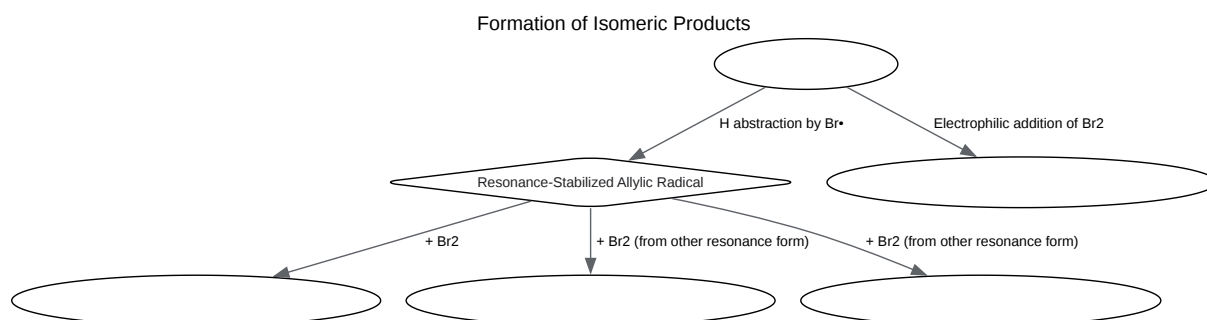 Formation of Isomeric Products
H abstraction by Br•
Electrophilic addition of Br2
Resonance-Stabilized Allylic Radical
+ Br2
+ Br2 (from other resonance form)
+ Br2 (from other resonance form)